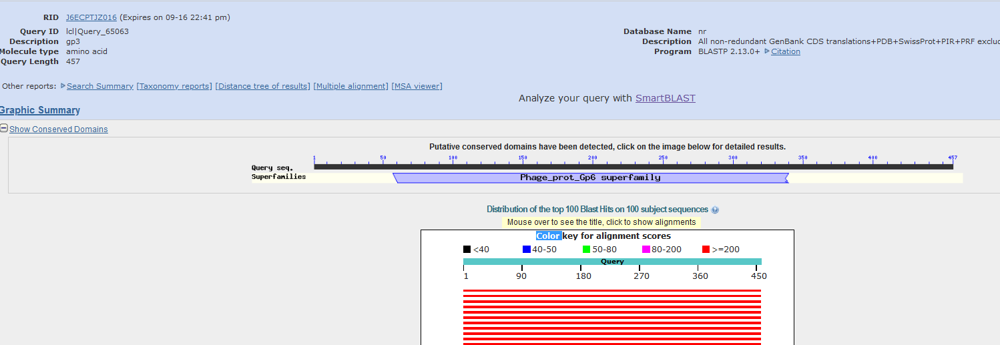 RID J6ECPTJZ016 (Expires on 09-16 22:41 pm)
Query ID lcl|Query_65063
Description gp3
Molecule type amino acid
Query Length 457
Database Name nr
Description All non-redundant GenBank CDS translations+PDB+SwissProt+PIR+PRF exclu
Program BLASTP 2.13.0+ Citation
Other reports: Search Summary [Taxonomy reports] [Distance tree of results] [Multiple alignment] [MSA viewer]
Analyze your query with SmartBLAST
Graphic Summary
Show Conserved Domains
Putative conserved domains have been detected, click on the image below for detailed results.
1 50 100 150 200 250 300 350 400 457
Query seq.
Superfamilies Phage_prot_Gp6 superfamily
Distribution of the top 100 Blast Hits on 100 subject sequences ?
Mouse over to see the title, click to show alignments
Color key for alignment scores
<40 40-50 50-80 80-200 >=200
Query
1 90 180 270 360 450